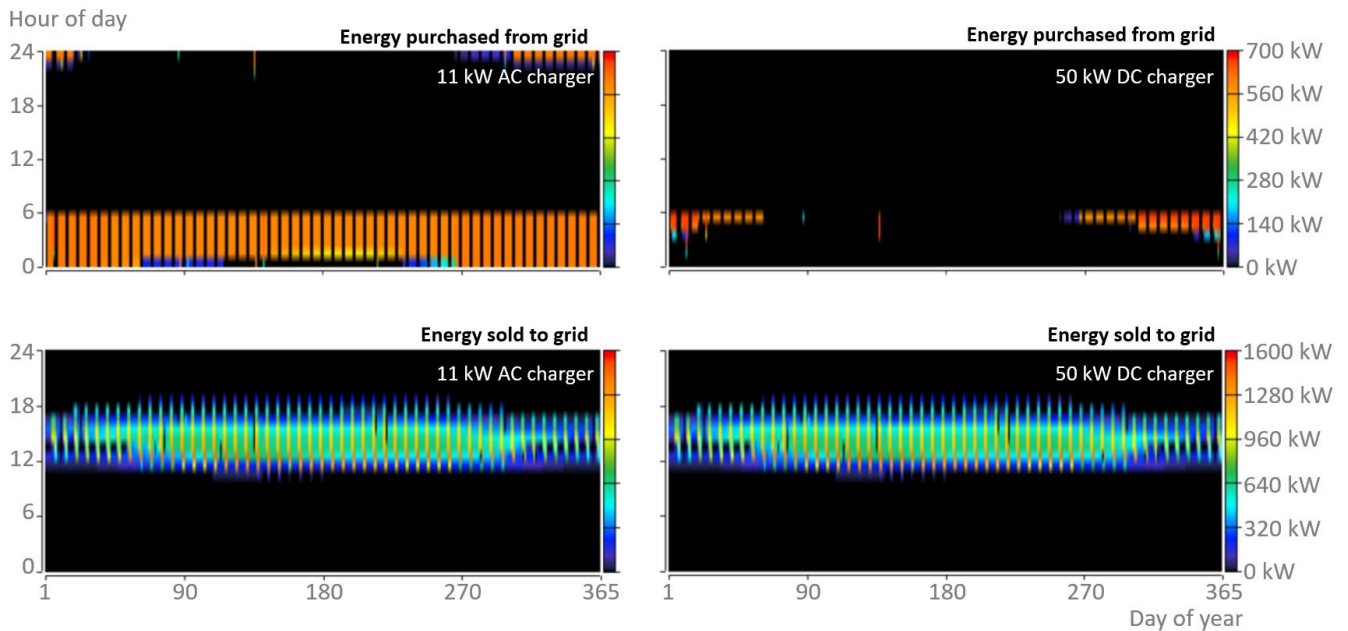 Hour of day
Energy purchased from grid
Energy purchased from grid
24
11 kW AC charger
50 kW DC charger
700 kW
18
560 kW
12
420 kW
280 kW
6
140 kW
0
0 kW
Energy sold to grid
Energy sold to grid
24
11 kW AC charger
50 kW DC charger
1600 kW
18
1280 kW
12
960 kW
6
640 kW
320 kW
0
0 kW
1 90 180 270 365
1 90 180 270 365
Day of year